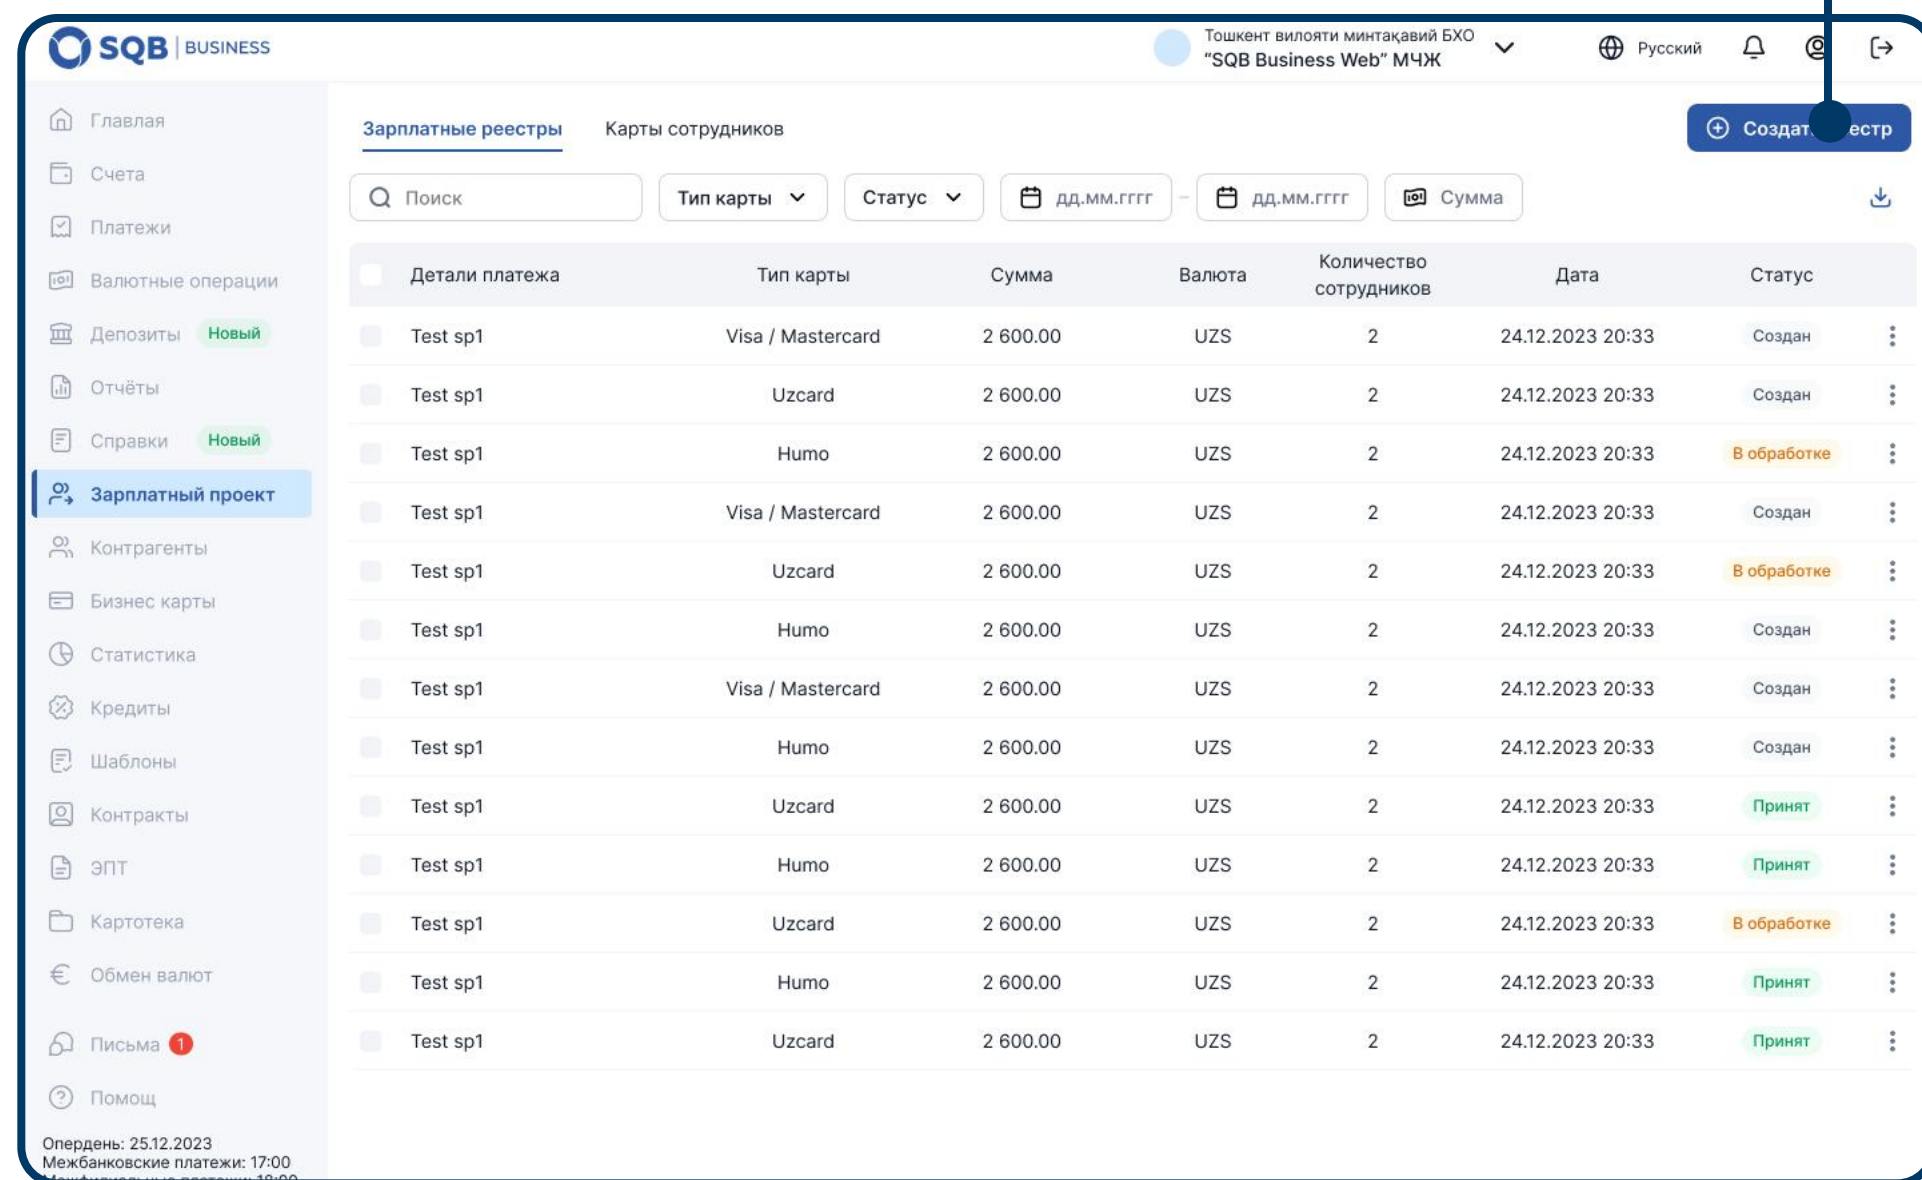 SQB BUSINESS
Тошкент вилояти минтақавий БХО
“SQB Business Web” МЧЖ
Русский
Главная
Счета
Платежи
Валютные операции
Депозиты Новый
Отчёты
Справки Новый
Зарплатный проект
Контрагенты
Бизнес карты
Статистика
Кредиты
Шаблоны
Контракты
ЭПТ
Картотека
Обмен валют
Письма 1
Помощ
Опердень: 25.12.2023
Межбанковские платежи: 17:00
Зарплатные реестры Карты сотрудников
Поиск Тип карты Статус дд.мм.гггг – дд.мм.гггг Сумма
Детали платежа Тип карты Сумма Валюта Количество сотрудников Дата Статус
Test sp1 Visa / Mastercard 2 600.00 UZS 2 24.12.2023 20:33 Создан
Test sp1 Uzcard 2 600.00 UZS 2 24.12.2023 20:33 Создан
Test sp1 Humo 2 600.00 UZS 2 24.12.2023 20:33 В обработке
Test sp1 Visa / Mastercard 2 600.00 UZS 2 24.12.2023 20:33 Создан
Test sp1 Uzcard 2 600.00 UZS 2 24.12.2023 20:33 В обработке
Test sp1 Humo 2 600.00 UZS 2 24.12.2023 20:33 Создан
Test sp1 Visa / Mastercard 2 600.00 UZS 2 24.12.2023 20:33 Создан
Test sp1 Humo 2 600.00 UZS 2 24.12.2023 20:33 Создан
Test sp1 Uzcard 2 600.00 UZS 2 24.12.2023 20:33 Принят
Test sp1 Humo 2 600.00 UZS 2 24.12.2023 20:33 Принят
Test sp1 Uzcard 2 600.00 UZS 2 24.12.2023 20:33 В обработке
Test sp1 Humo 2 600.00 UZS 2 24.12.2023 20:33 Принят
Test sp1 Uzcard 2 600.00 UZS 2 24.12.2023 20:33 Принят